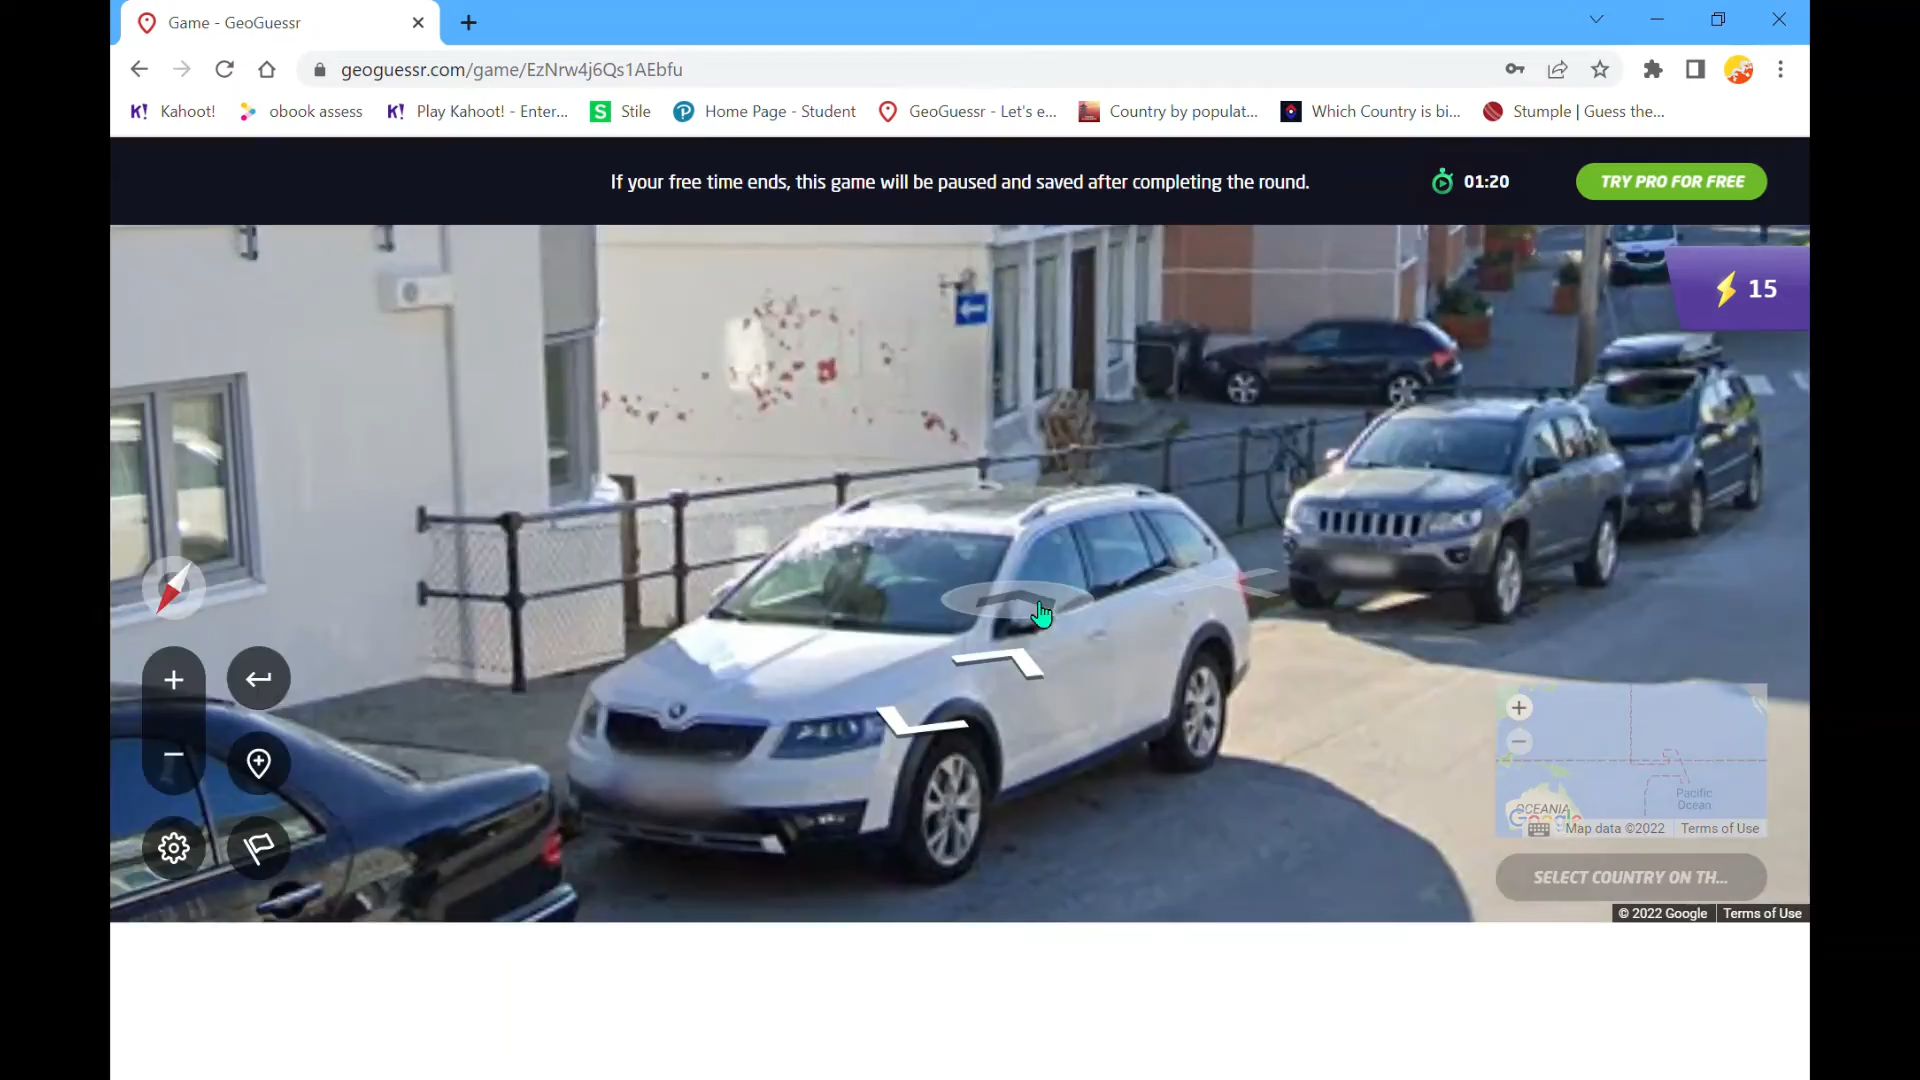 Game - GeoGuessr
geoguessr.com/game/EzNrw4j6Qs1AEbfu
K! Kahoot! obook assess K! Play Kahoot! - Enter... S Stile Home Page - Student GeoGuessr - Let's e... Country by populat... Which Country is bi... Stumple | Guess the...
If your free time ends, this game will be paused and saved after completing the round. 01:20 TRY PRO FOR FREE
15
Pacific
Ocean
OCEANIA
Google
Map data ©2022 Terms of Use
SELECT COUNTRY ON TH...
© 2022 Google Terms of Use